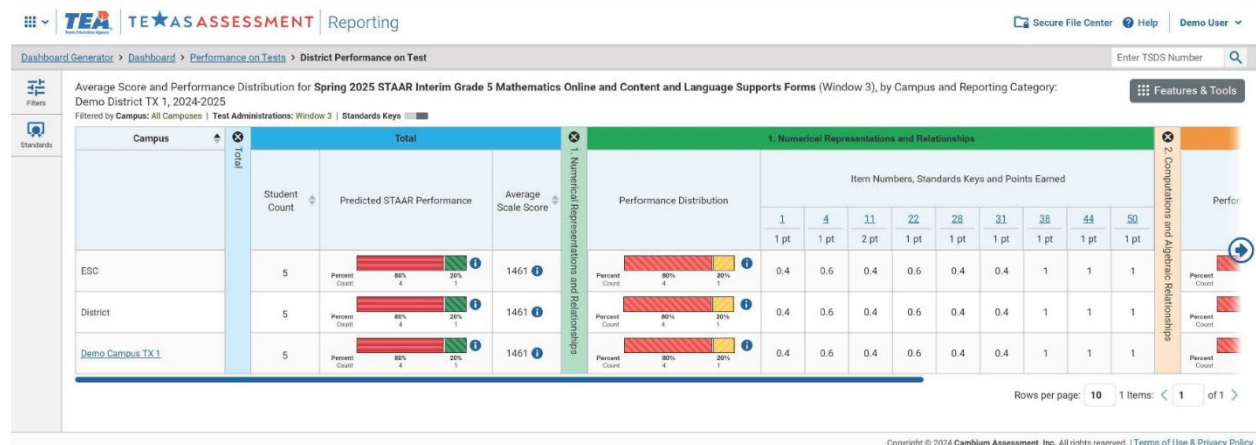 TEA
Texas Education Agency
TEXAS ASSESSMENT Reporting
Secure File Center Help Demo User
Dashboard Generator > Dashboard > Performance on Tests > District Performance on Test
Enter TSDS Number
Filters
Standards
Average Score and Performance Distribution for Spring 2025 STAAR Interim Grade 5 Mathematics Online and Content and Language Supports Forms (Window 3), by Campus and Reporting Category:
Demo District TX 1, 2024-2025
Features & Tools
Filtered by Campus: All Campuses | Test Administrations: Window 3 | Standards Keys
Campus Total Total 1. Numerical Representations and Relationships 1. Numerical Representations and Relationships 2. Computations and Algebraic Relationships
Student Count Predicted STAAR Performance Average Scale Score Performance Distribution Item Numbers, Standards Keys and Points Earned Perfor
1 4 11 22 28 31 38 44 50
1 pt 1 pt 2 pt 1 pt 1 pt 1 pt 1 pt 1 pt 1 pt
ESC 5 1461 0.4 0.6 0.4 0.6 0.4 0.4 1 1 1
Percent 80% 20% Percent 80% 20% Percent
Count 4 1 Count 4 1 Count
District 5 1461 0.4 0.6 0.4 0.6 0.4 0.4 1 1 1
Percent 80% 20% Percent 80% 20% Percent
Count 4 1 Count 4 1 Count
Demo Campus TX 1 5 1461 0.4 0.6 0.4 0.6 0.4 0.4 1 1 1
Percent 80% 20% Percent 80% 20% Percent
Count 4 1 Count 4 1 Count
Rows per page: 10 1 Items: < 1 of 1 >
Copyright © 2024 Cambium Assessment, Inc. All rights reserved. | Terms of Use & Privacy Policy